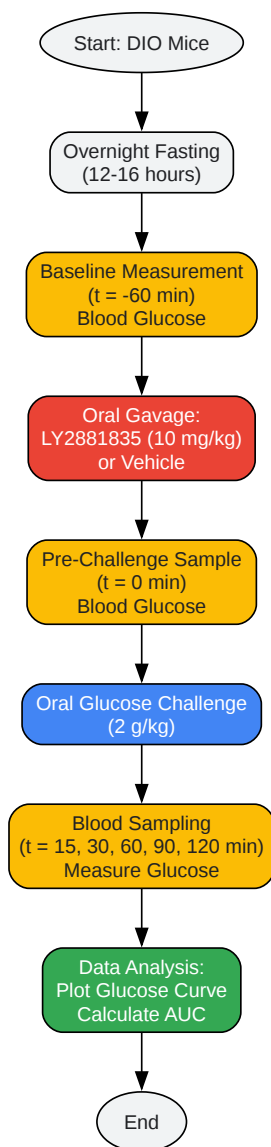 Start: DIO Mice
Overnight Fasting
(12-16 hours)
Baseline Measurement
(t = -60 min)
Blood Glucose
Oral Gavage:
LY2881835 (10 mg/kg)
or Vehicle
Pre-Challenge Sample
(t = 0 min)
Blood Glucose
Oral Glucose Challenge
(2 g/kg)
Blood Sampling
(t = 15, 30, 60, 90, 120 min)
Measure Glucose
Data Analysis:
Plot Glucose Curve
Calculate AUC
End